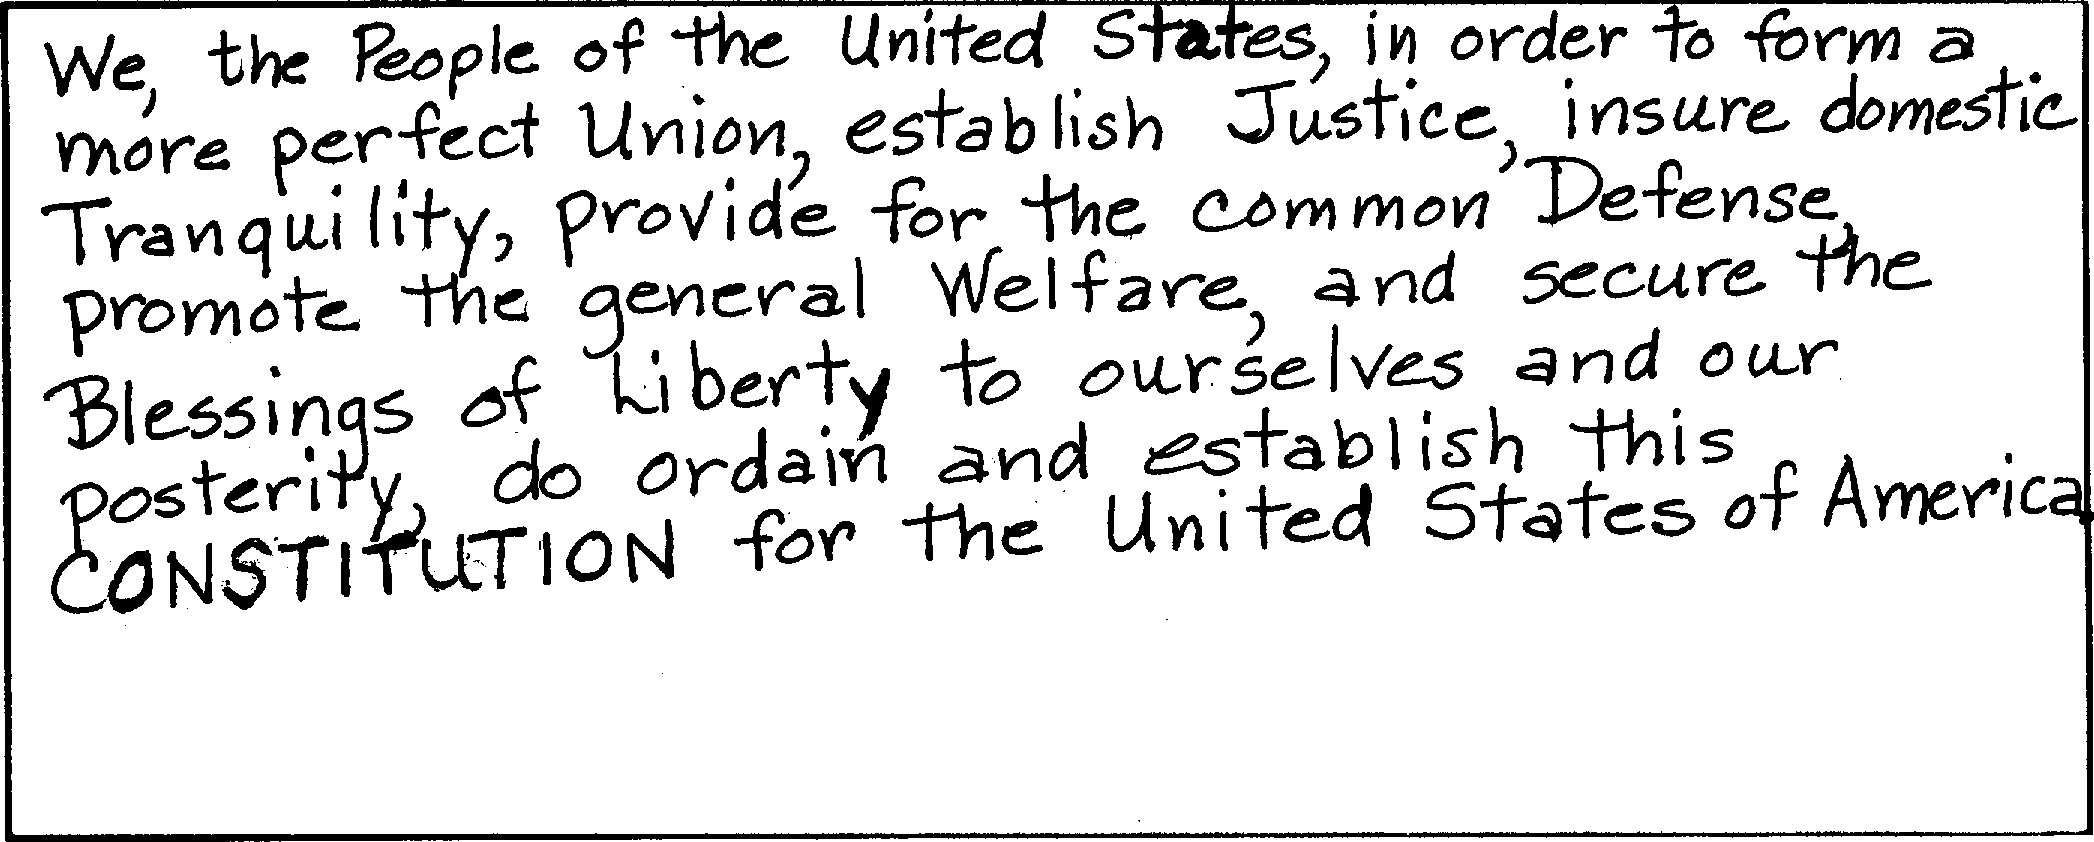 We, the People of the United States, in order to form a
more perfect Union, establish Justice, insure domestic
Tranquility, provide for the common Defense,
promote the general Welfare, and secure the
Blessings of Liberty to ourselves and our
posterity, do ordain and establish this
CONSTITUTION for the United States of America.